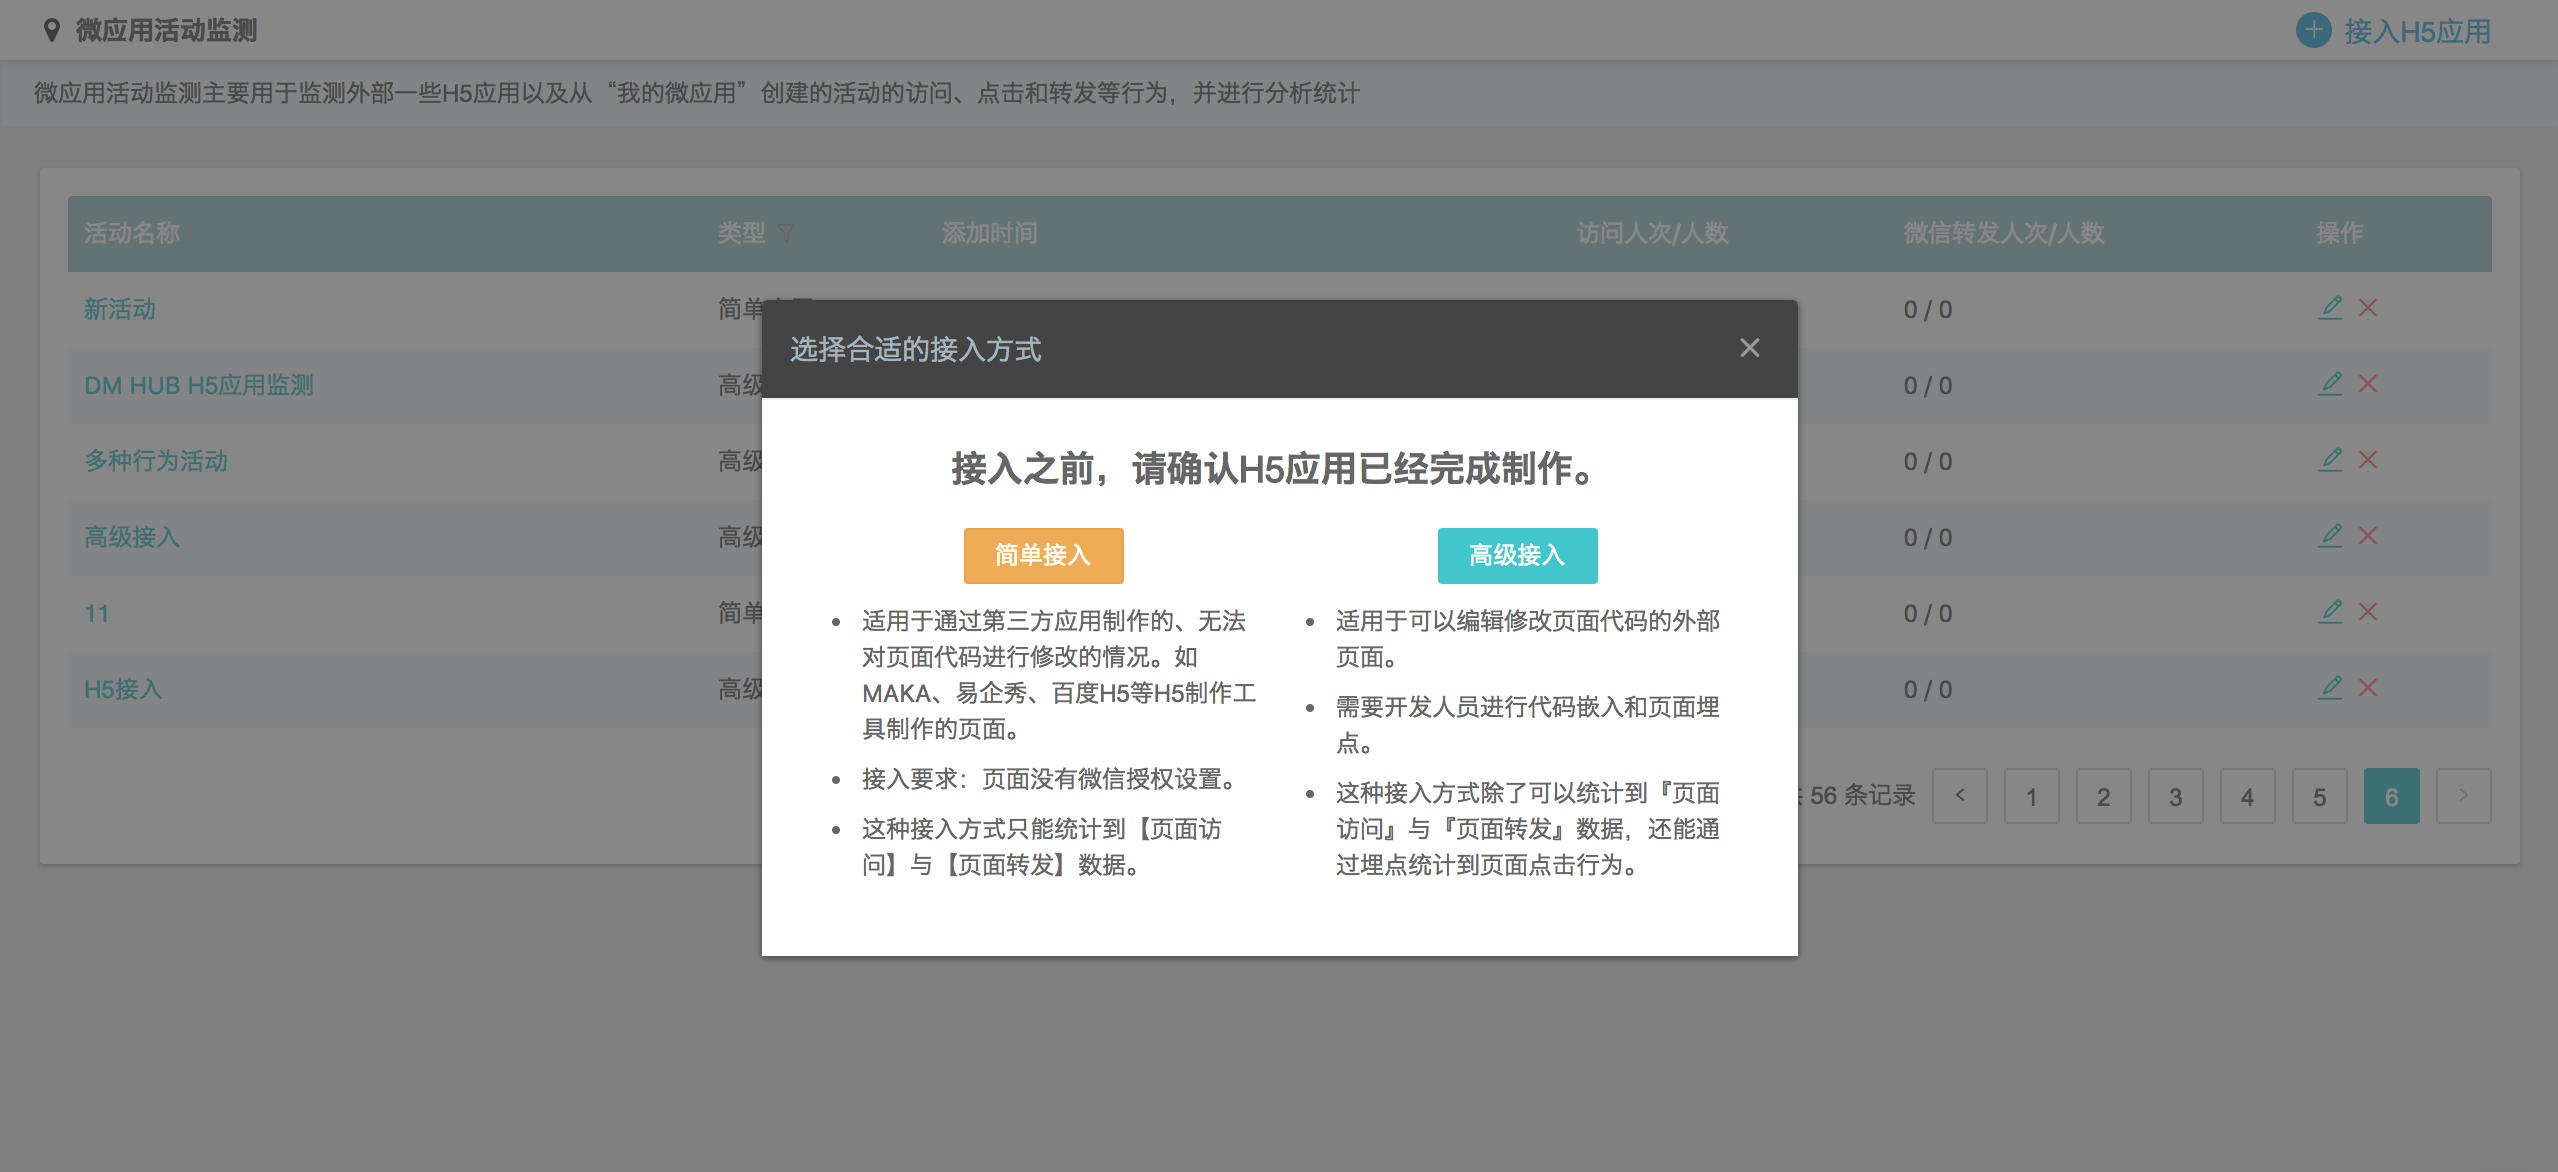 微应用活动监测
接入H5应用
微应用活动监测主要用于监测外部一些H5应用以及从“我的微应用”创建的活动的访问、点击和转发等行为，并进行分析统计
活动名称 类型 添加时间 访问人次/人数 微信转发人次/人数 操作
新活动 简单 0 / 0
DM HUB H5应用监测 高级 0 / 0
多种行为活动 高级 0 / 0
高级接入 高级 0 / 0
11 简单 0 / 0
H5接入 高级 0 / 0
56 条记录 < 1 2 3 4 5 6 >
选择合适的接入方式
接入之前，请确认H5应用已经完成制作。
简单接入
适用于通过第三方应用制作的、无法
对页面代码进行修改的情况。如
MAKA、易企秀、百度H5等H5制作工
具制作的页面。
接入要求：页面没有微信授权设置。
这种接入方式只能统计到【页面访
问】与【页面转发】数据。
高级接入
适用于可以编辑修改页面代码的外部
页面。
需要开发人员进行代码嵌入和页面埋
点。
这种接入方式除了可以统计到『页面
访问』与『页面转发』数据，还能通
过埋点统计到页面点击行为。